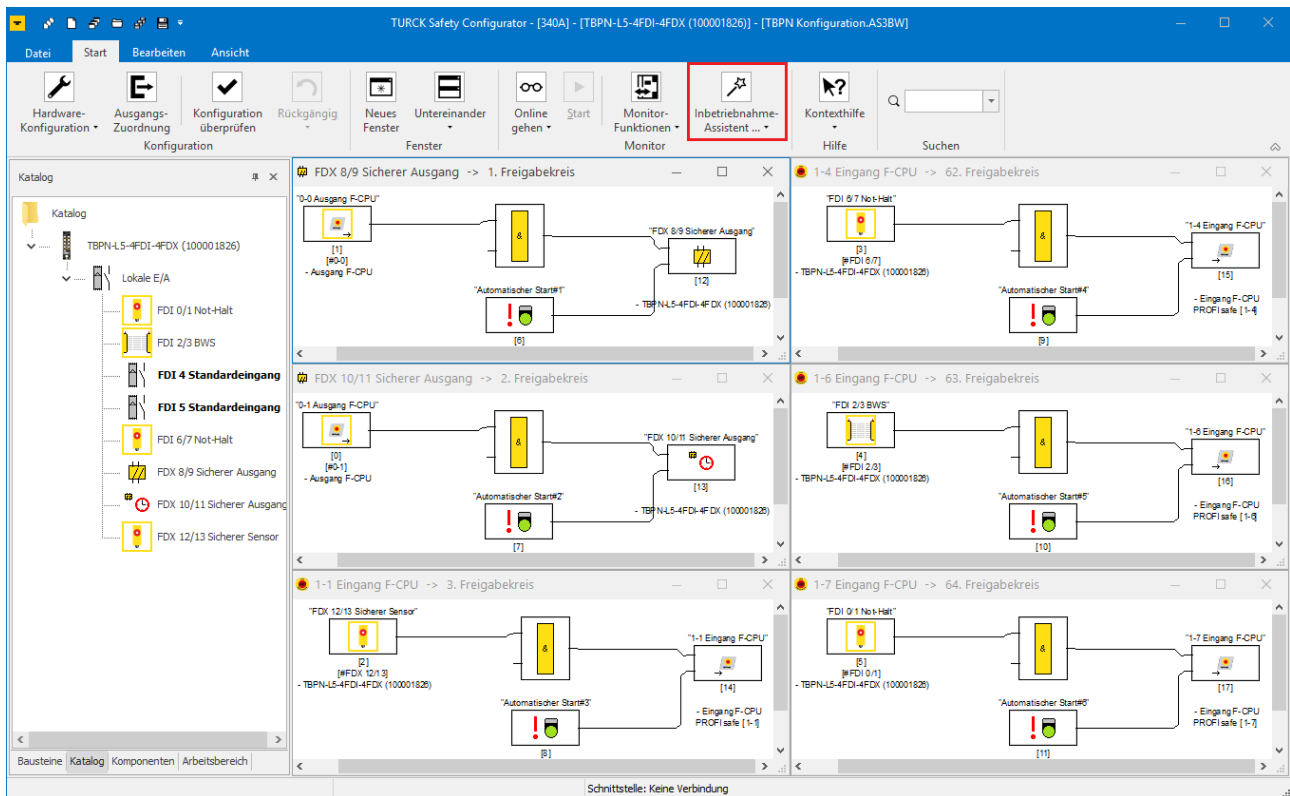 TURCK Safety Configurator - [340A] - [TBPN-L5-4FDI-4FDX (100001826)] - [TBPN Konfiguration.AS3BW]
Datei Start Bearbeiten Ansicht
Hardware-Konfiguration
Ausgangs-Zuordnung
Konfiguration überprüfen
Rückgängig
Neues Fenster
Untereinander
Online gehen
Start
Monitor-Funktionen
Inbetriebnahme-Assistent ...
Kontexthilfe
Konfiguration Fenster Monitor Hilfe Suchen
Katalog
Katalog
TBPN-L5-4FDI-4FDX (100001826)
Lokale E/A
FDI 0/1 Not-Halt
FDI 2/3 BWS
FDI 4 Standardeingang
FDI 5 Standardeingang
FDI 6/7 Not-Halt
FDX 8/9 Sicherer Ausgang
FDX 10/11 Sicherer Ausgang
FDX 12/13 Sicherer Sensor
Bausteine Katalog Komponenten Arbeitsbereich
FDX 8/9 Sicherer Ausgang -> 1. Freigabekreis
"0-0 Ausgang F-CPU"
[1]
[#0-0]
- Ausgang F-CPU
&
"FDX 8/9 Sicherer Ausgang"
[12]
- TBPN-L5-4FDI-4FDX (100001826)
"Automatischer Start#1"
[6]
1-4 Eingang F-CPU -> 62. Freigabekreis
"FDI 6/7 Not-Halt"
[3]
[#FDI 6/7]
- TBPN-L5-4FDI-4FDX (100001826)
&
"1-4 Eingang F-CPU"
[15]
- Eingang F-CPU
PROFIsafe [1-4]
"Automatischer Start#4"
[9]
FDX 10/11 Sicherer Ausgang -> 2. Freigabekreis
"0-1 Ausgang F-CPU"
[0]
[#0-1]
- Ausgang F-CPU
&
"FDX 10/11 Sicherer Ausgang"
[13]
- TBPN-L5-4FDI-4FDX (100001826)
"Automatischer Start#2"
[7]
1-6 Eingang F-CPU -> 63. Freigabekreis
"FDI 2/3 BWS"
[4]
[#FDI 2/3]
- TBPN-L5-4FDI-4FDX (100001826)
&
"1-6 Eingang F-CPU"
[16]
- Eingang F-CPU
PROFIsafe [1-6]
"Automatischer Start#5"
[10]
1-1 Eingang F-CPU -> 3. Freigabekreis
"FDX 12/13 Sicherer Sensor"
[2]
[#FDX 12/13]
- TBPN-L5-4FDI-4FDX (100001826)
&
"1-1 Eingang F-CPU"
[14]
- Eingang F-CPU
PROFIsafe [1-1]
"Automatischer Start#3"
[8]
1-7 Eingang F-CPU -> 64. Freigabekreis
"FDI 0/1 Not-Halt"
[5]
[#FDI 0/1]
- TBPN-L5-4FDI-4FDX (100001826)
&
"1-7 Eingang F-CPU"
[17]
- Eingang F-CPU
PROFIsafe [1-7]
"Automatischer Start#6"
[11]
Schnittstelle: Keine Verbindung